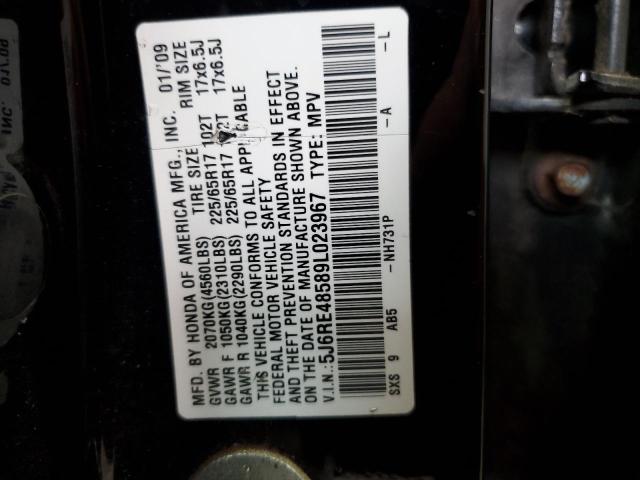 MFD. BY HONDA OF AMERICA MFG., INC. 01/'09
TIRE SIZE RIM SIZE
GVWR 2070KG(4560LBS) 225/65R17 102T 17x6.5J
GAWR F 1050KG(2310LBS) 225/65R17 17x6.5J
GAWR R 1040KG(2290LBS)
THIS VEHICLE CONFORMS TO ALL APPLICABLE
FEDERAL MOTOR VEHICLE SAFETY
AND THEFT PREVENTION STANDARDS IN EFFECT
ON THE DATE OF MANUFACTURE SHOWN ABOVE.
V.I.N.:5J6RE48589L023967 TYPE: MPV
SXS 9 AB5 -NH731P -A -L
INC.